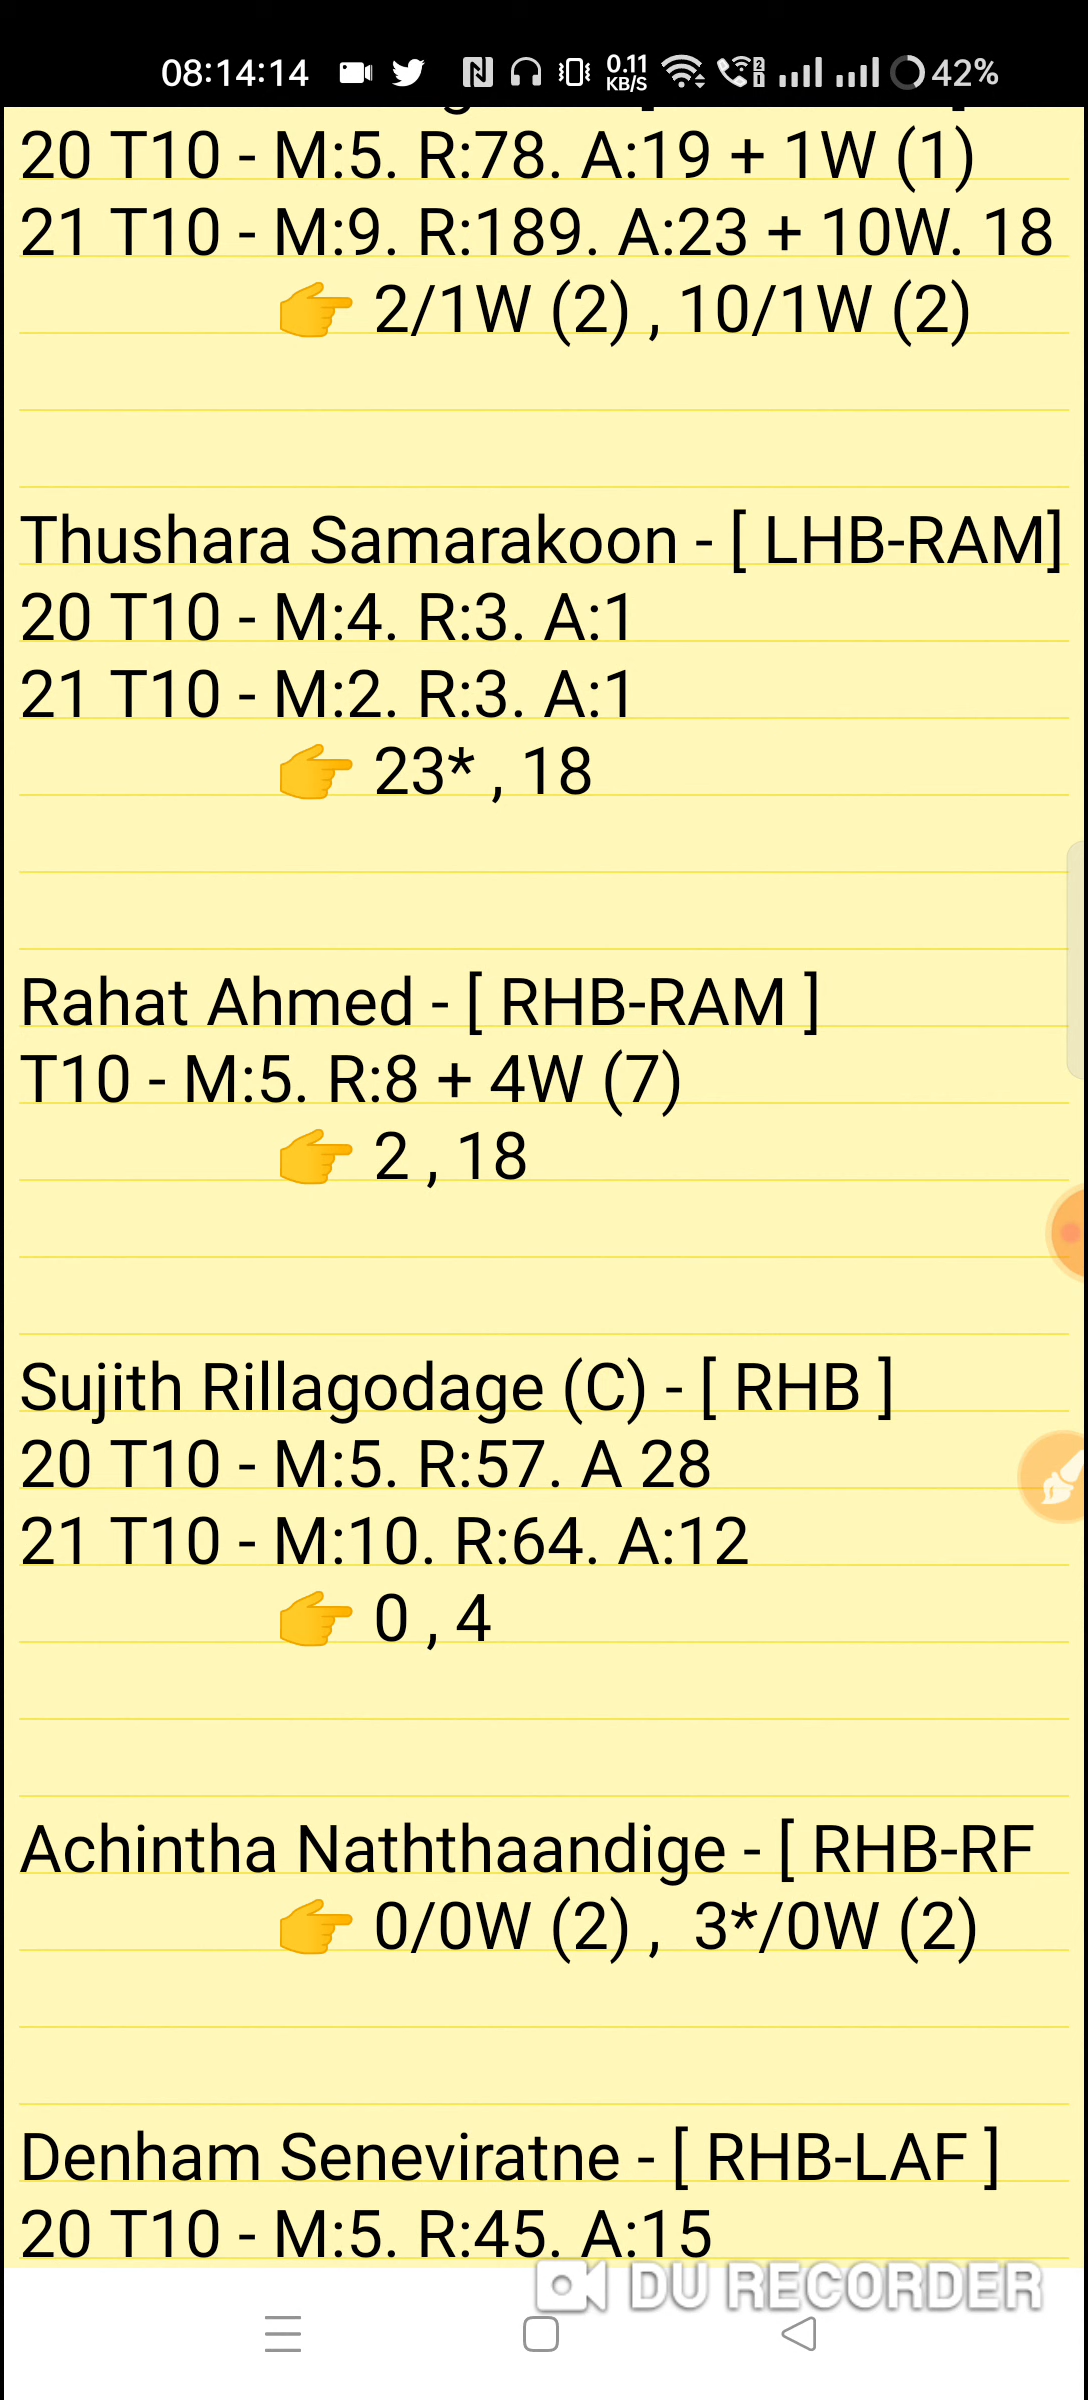 08:14:14 0.11 KB/S 42%
20 T10 - M:5. R:78. A:19 + 1W (1)
21 T10 - M:9. R:189. A:23 + 10W. 18
👉 2/1W (2) , 10/1W (2)
Thushara Samarakoon - [ LHB-RAM]
20 T10 - M:4. R:3. A:1
21 T10 - M:2. R:3. A:1
👉 23* , 18
Rahat Ahmed - [ RHB-RAM ]
T10 - M:5. R:8 + 4W (7)
👉 2 , 18
Sujith Rillagodage (C) - [ RHB ]
20 T10 - M:5. R:57. A 28
21 T10 - M:10. R:64. A:12
👉 0 , 4
Achintha Naththaandige - [ RHB-RF
👉 0/0W (2) ,  3*/0W (2)
Denham Seneviratne - [ RHB-LAF ]
20 T10 - M:5. R:45. A:15
DU RECORDER